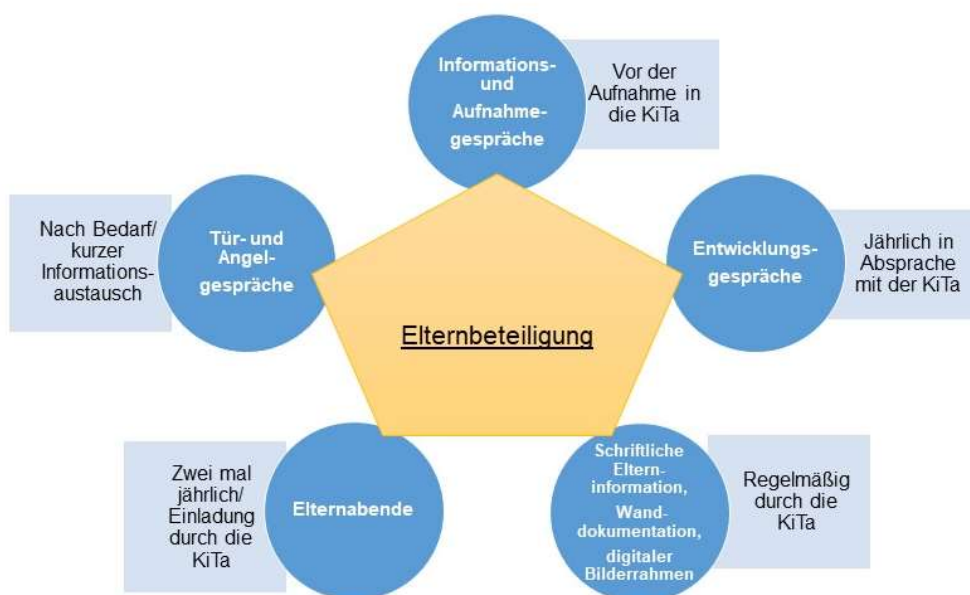 Informations-
und
Aufnahme-
gespräche
Vor der
Aufnahme in
die KiTa
Entwicklungs-
gespräche
Jährlich in
Absprache
mit der KiTa
Schriftliche
Eltern-
information,
Wand-
dokumentation,
digitaler
Bilderrahmen
Regelmäßig
durch die
KiTa
Elternabende
Zwei mal
jährlich/
Einladung
durch die
KiTa
Tür- und
Angel-
gespräche
Nach Bedarf/
kurzer
Informations-
austausch
Elternbeteiligung